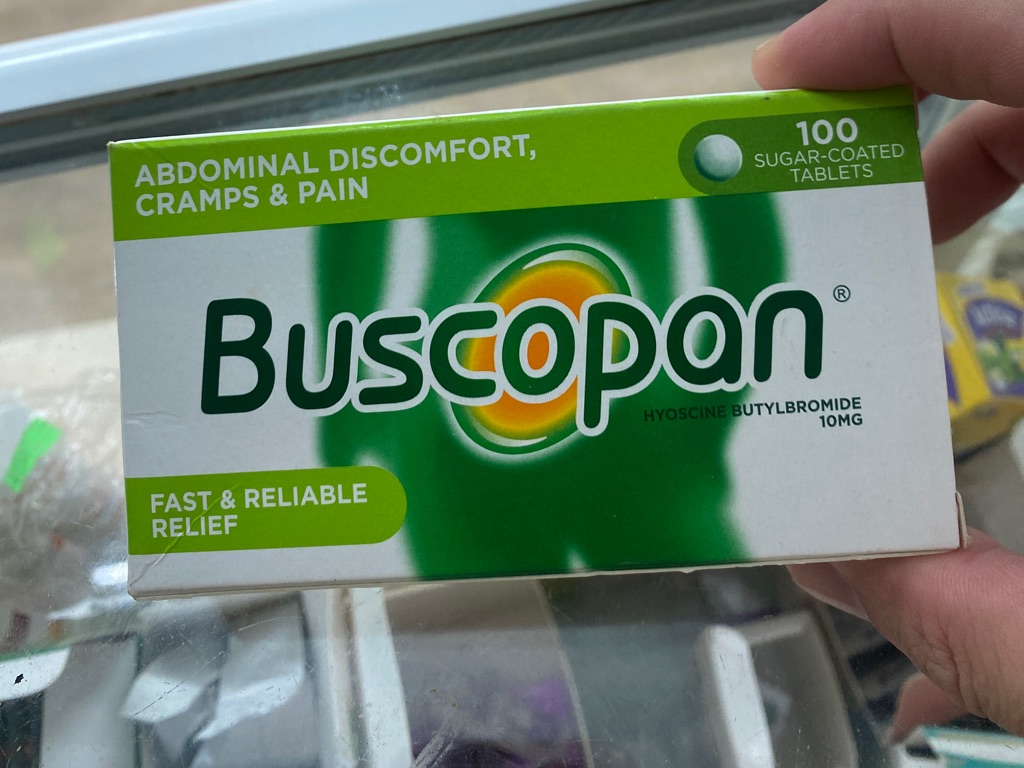 ABDOMINAL DISCOMFORT,
CRAMPS & PAIN
100
SUGAR-COATED
TABLETS
Buscopan®
HYOSCINE BUTYLBROMIDE
10MG
FAST & RELIABLE
RELIEF